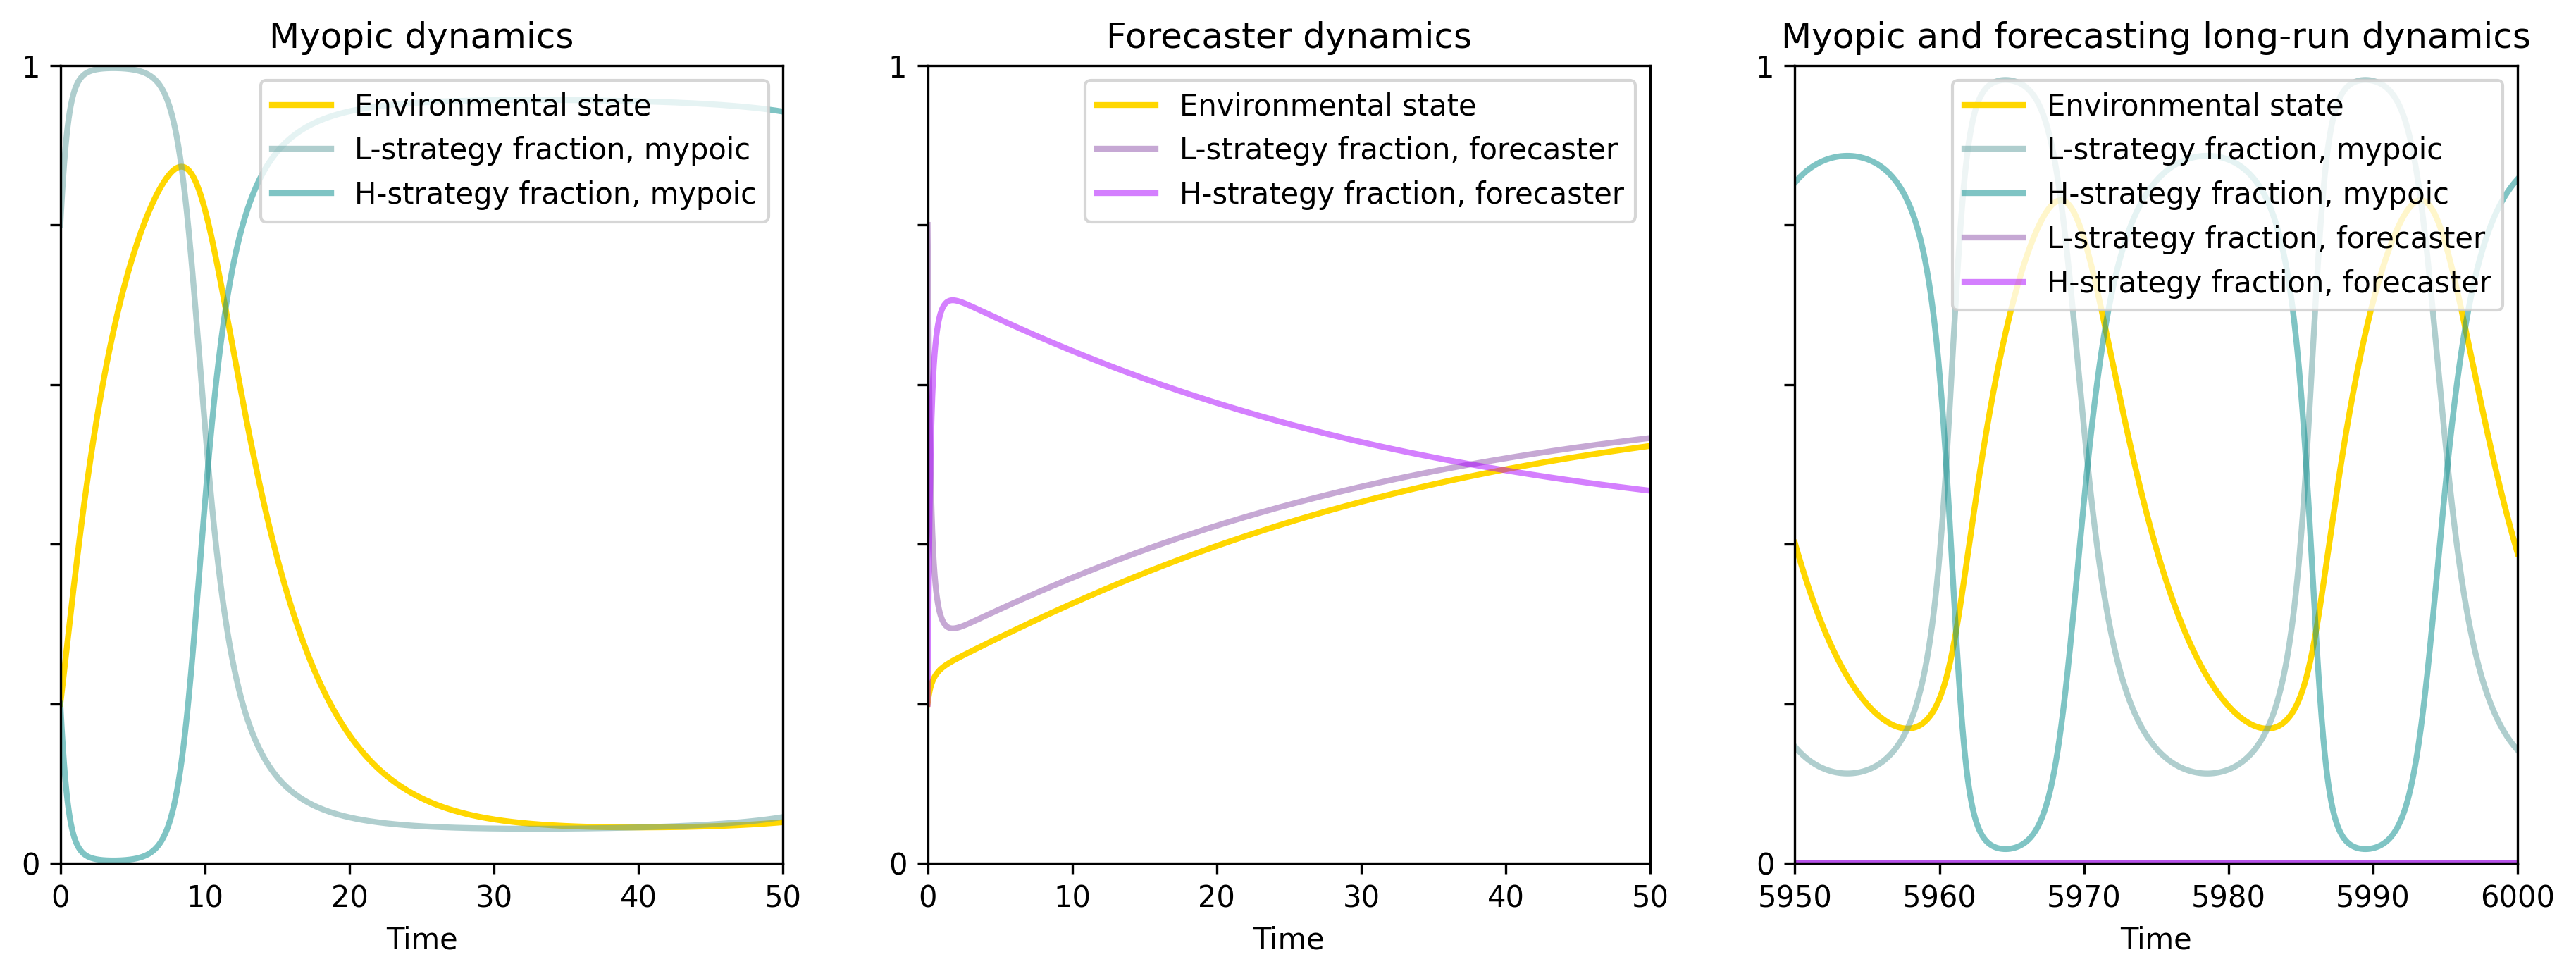 Myopic dynamics
1
0
Environmental state
L-strategy fraction, mypoic
H-strategy fraction, mypoic
0 10 20 30 40 50
Time
Forecaster dynamics
1
0
Environmental state
L-strategy fraction, forecaster
H-strategy fraction, forecaster
0 10 20 30 40 50
Time
Myopic and forecasting long-run dynamics
1
0
Environmental state
L-strategy fraction, mypoic
H-strategy fraction, mypoic
L-strategy fraction, forecaster
H-strategy fraction, forecaster
5950 5960 5970 5980 5990 6000
Time